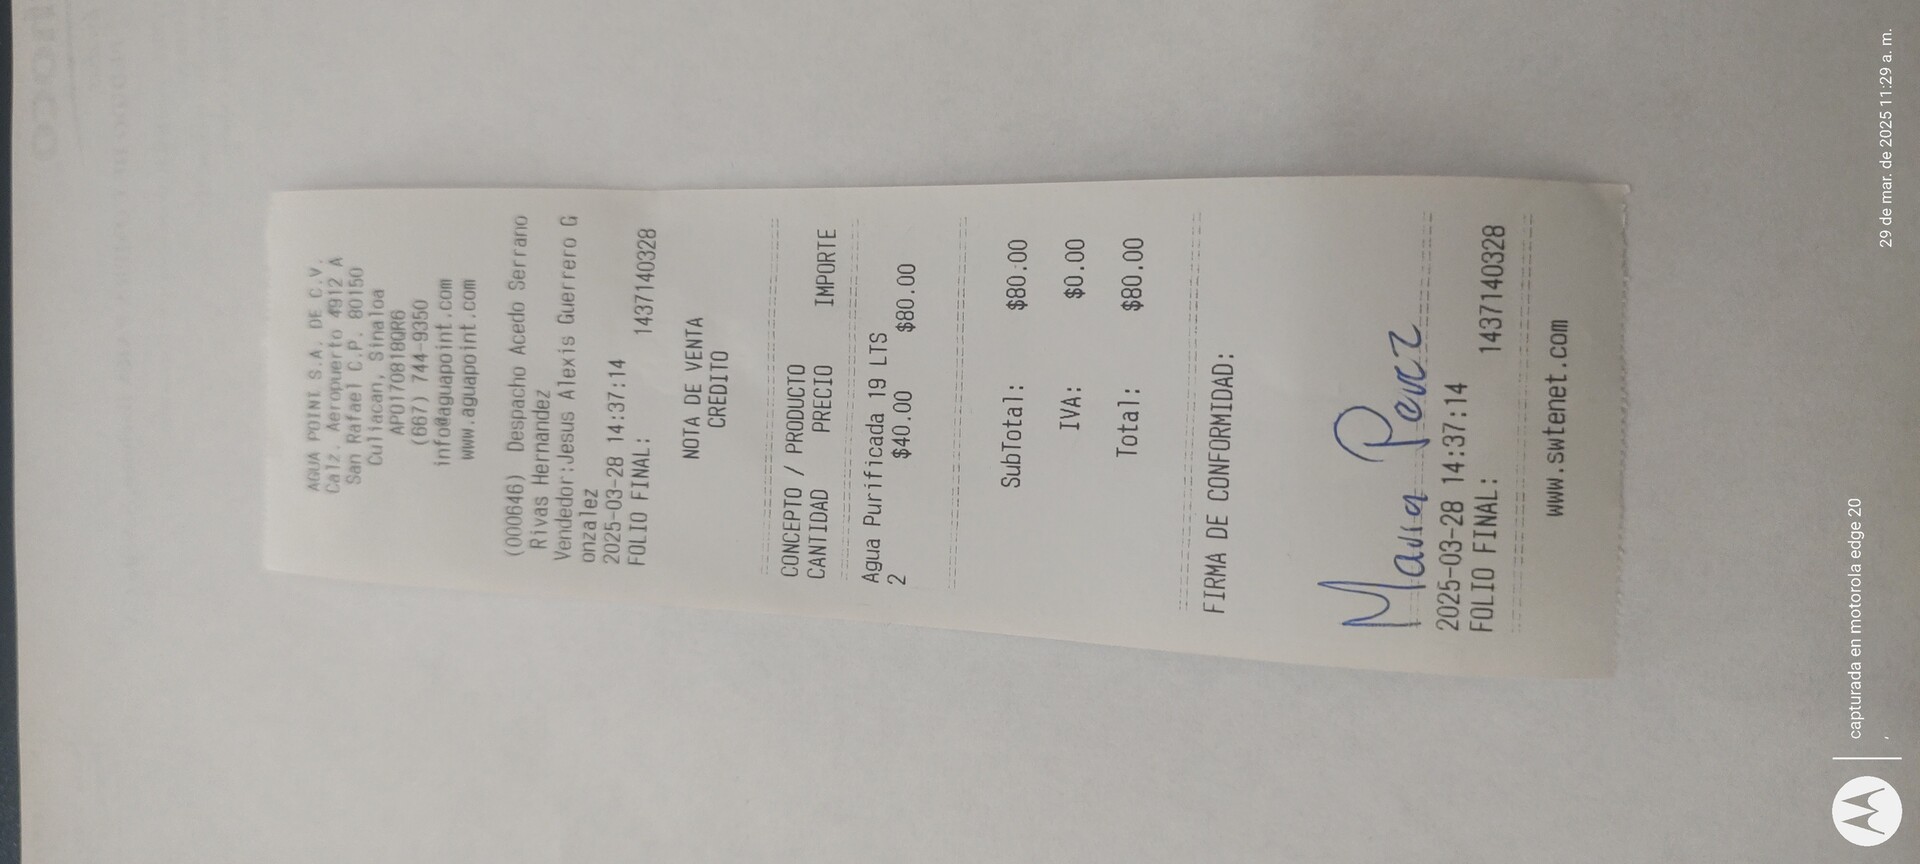 AGUA POINT S.A. DE C.V.
Calz. Aeropuerto 4912 A
San Rafael C.P. 80150
Culiacan, Sinaloa
APO170818QR6
(667) 744-9350
info@aguapoint.com
www.aguapoint.com
(000646) Despacho Acedo Serrano
Rivas Hernandez
Vendedor:Jesus Alexis Guerrero G
onzalez
2025-03-28 14:37:14
FOLIO FINAL: 1437140328
NOTA DE VENTA
CREDITO
CONCEPTO / PRODUCTO
CANTIDAD PRECIO IMPORTE
Agua Purificada 19 LTS
2 $40.00 $80.00
SubTotal: $80.00
IVA: $0.00
Total: $80.00
FIRMA DE CONFORMIDAD:
Maria Perez
2025-03-28 14:37:14
FOLIO FINAL: 1437140328
www.swtenet.com
capturada en motorola edge 20
29 de mar. de 2025 11:29 a. m.